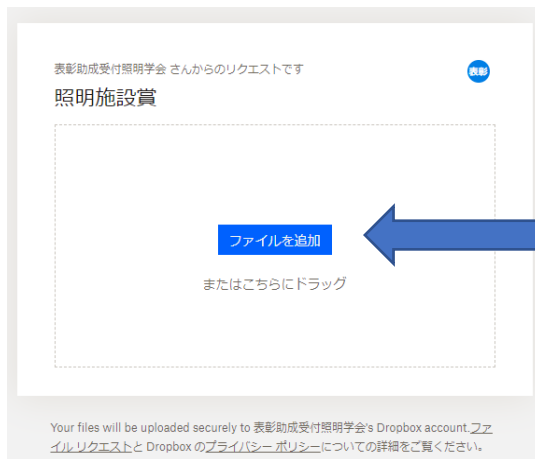 表彰助成受付照明学会 さんからのリクエストです
表彰
照明施設賞
ファイルを追加
またはこちらにドラッグ
Your files will be uploaded securely to 表彰助成受付照明学会's Dropbox account.ファ
イル リクエストと Dropbox のプライバシー ポリシーについての詳細をご覧ください。